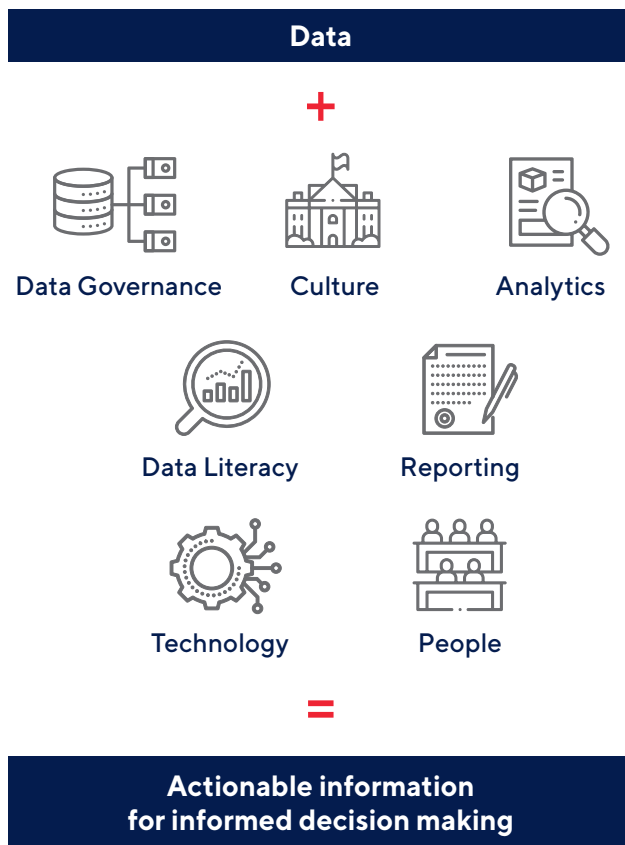 Data
+
Data Governance
Culture
Analytics
Data Literacy
Reporting
Technology
People
=
Actionable information
for informed decision making